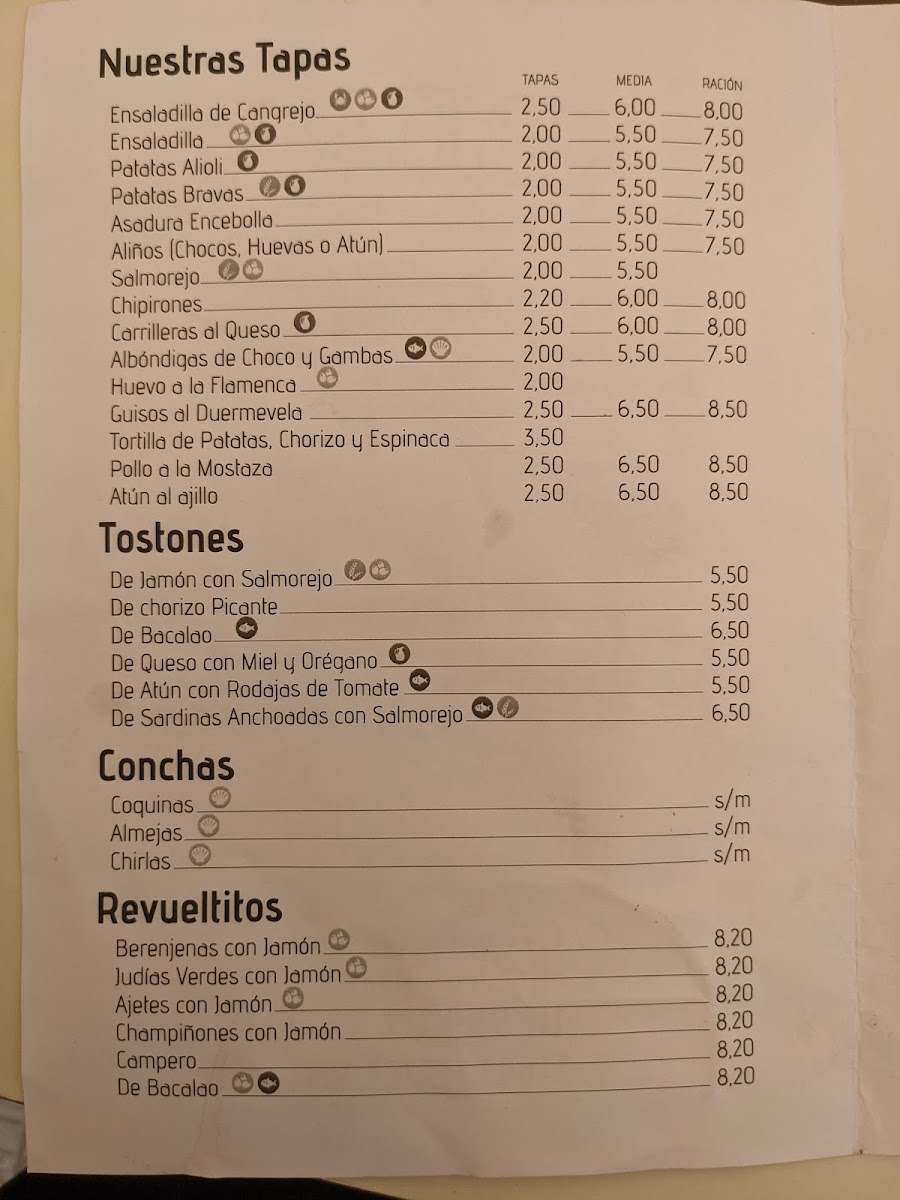 Nuestras Tapas
TAPAS MEDIA RACIÓN
Ensaladilla de Cangrejo 2,50 6,00 8,00
Ensaladilla 2,00 5,50 7,50
Patatas Alioli 2,00 5,50 7,50
Patatas Bravas 2,00 5,50 7,50
Asadura Encebolla 2,00 5,50 7,50
Aliños (Chocos, Huevas o Atún) 2,00 5,50 7,50
Salmorejo 2,00 5,50
Chipirones 2,20 6,00 8,00
Carrilleras al Queso 2,50 6,00 8,00
Albóndigas de Choco y Gambas 2,00 5,50 7,50
Huevo a la Flamenca 2,00
Guisos al Duermevela 2,50 6,50 8,50
Tortilla de Patatas, Chorizo y Espinaca 3,50
Pollo a la Mostaza 2,50 6,50 8,50
Atún al ajillo 2,50 6,50 8,50
Tostones
De Jamón con Salmorejo 5,50
De chorizo Picante 5,50
De Bacalao 6,50
De Queso con Miel y Orégano 5,50
De Atún con Rodajas de Tomate 5,50
De Sardinas Anchoadas con Salmorejo 6,50
Conchas
Coquinas s/m
Almejas s/m
Chirlas s/m
Revueltitos
Berenjenas con Jamón 8,20
Judías Verdes con Jamón 8,20
Ajetes con Jamón 8,20
Champiñones con Jamón 8,20
Campero 8,20
De Bacalao 8,20